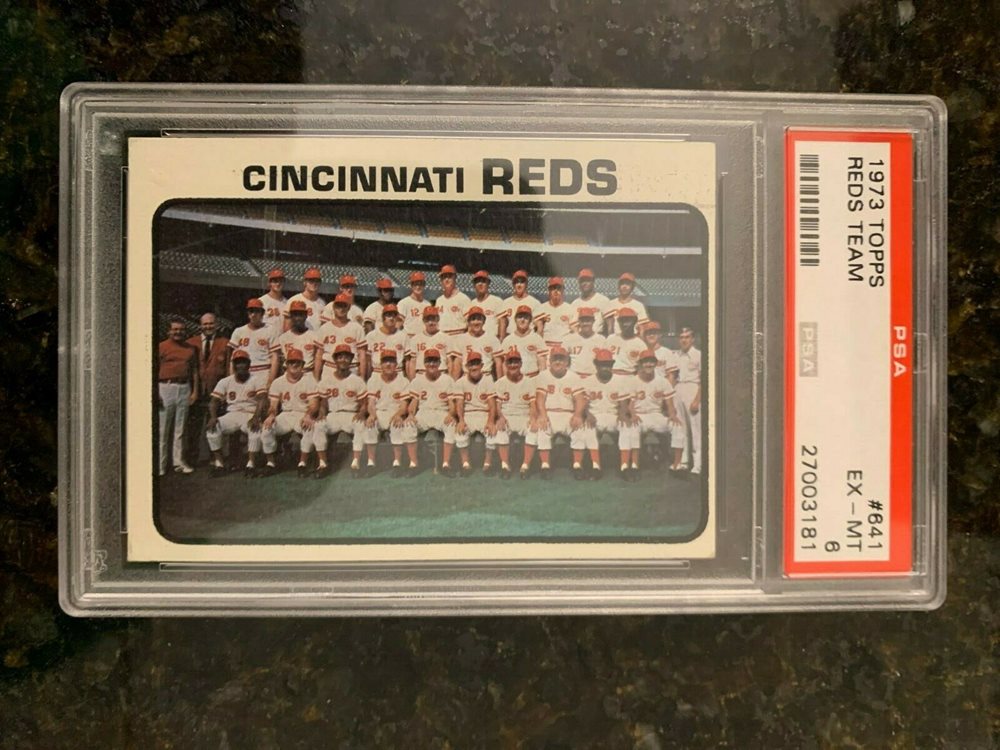 CINCINNATI REDS
PSA
1973 TOPPS #641
REDS TEAM EX-MT
6
PSA 27003181